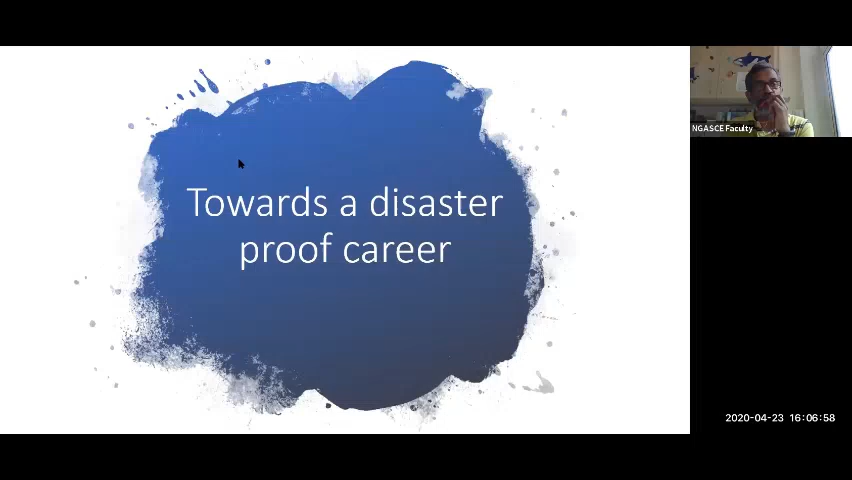 Towards a disaster
proof career
NGASCE Faculty
2020-04-23 16:06:58